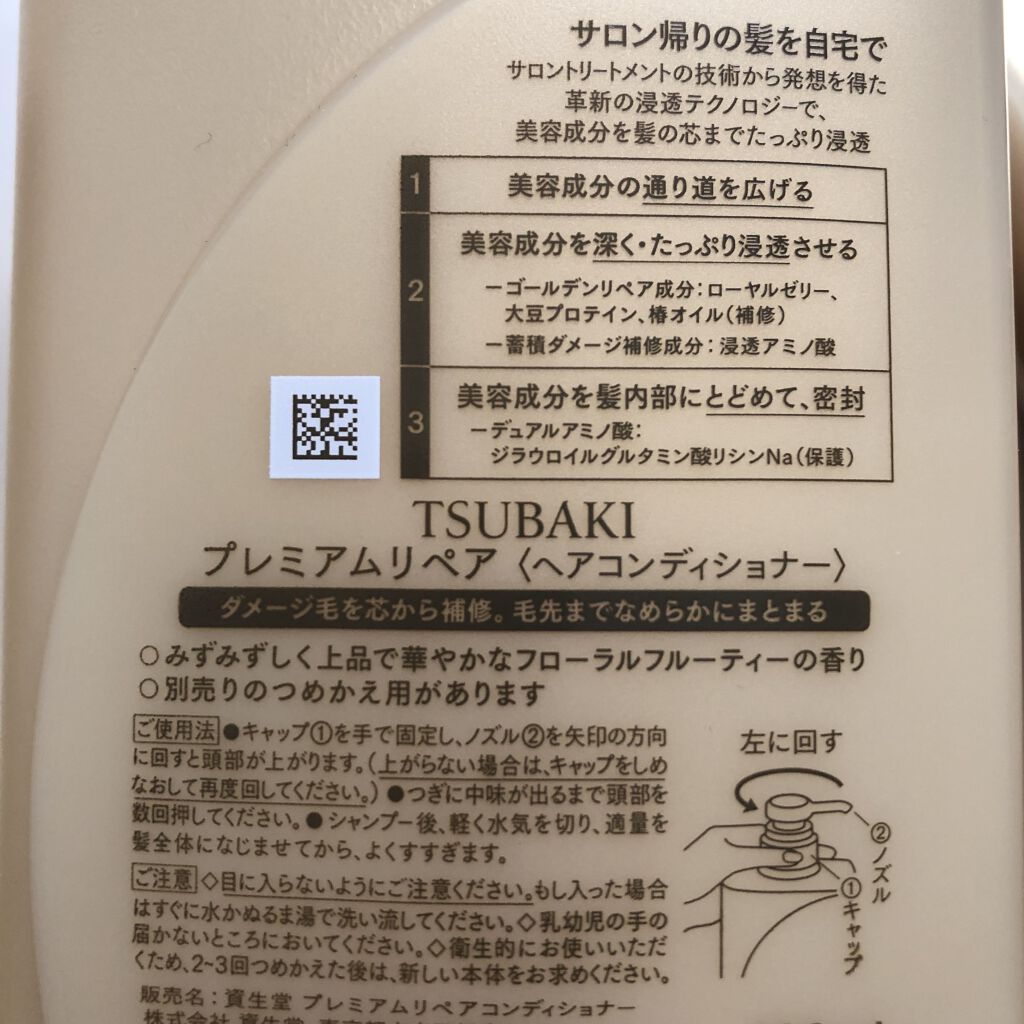 サロン帰りの髪を自宅で
サロントリートメントの技術から発想を得た
革新の浸透テクノロジーで、
美容成分を髪の芯までたっぷり浸透
1 美容成分の通り道を広げる
美容成分を深く・たっぷり浸透させる
2 ーゴールデンリペア成分：ローヤルゼリー、
大豆プロテイン、椿オイル（補修）
ー蓄積ダメージ補修成分：浸透アミノ酸
美容成分を髪内部にとどめて、密封
3 ーデュアルアミノ酸：
ジラウロイルグルタミン酸リシンNa（保護）
TSUBAKI
プレミアムリペア〈ヘアコンディショナー〉
ダメージ毛を芯から補修。毛先までなめらかにまとまる
○みずみずしく上品で華やかなフローラルフルーティーの香り
○別売りのつめかえ用があります
ご使用法 ●キャップ①を手で固定し、ノズル②を矢印の方向
に回すと頭部が上がります。（上がらない場合は、キャップをしめ
なおして再度回してください。）●つぎに中味が出るまで頭部を
数回押してください。●シャンプー後、軽く水気を切り、適量を
髪全体になじませてから、よくすすぎます。
左に回す
②ノズル
①キャップ
ご注意 ◇目に入らないようにご注意ください。もし入った場合
はすぐに水かぬるま湯で洗い流してください。◇乳幼児の手の
届かないところにおいてください。◇衛生的にお使いいただ
くため、2~3回つめかえた後は、新しい本体をお求めください。
販売名：資生堂 プレミアムリペアコンディショナー
株式会社 資生堂